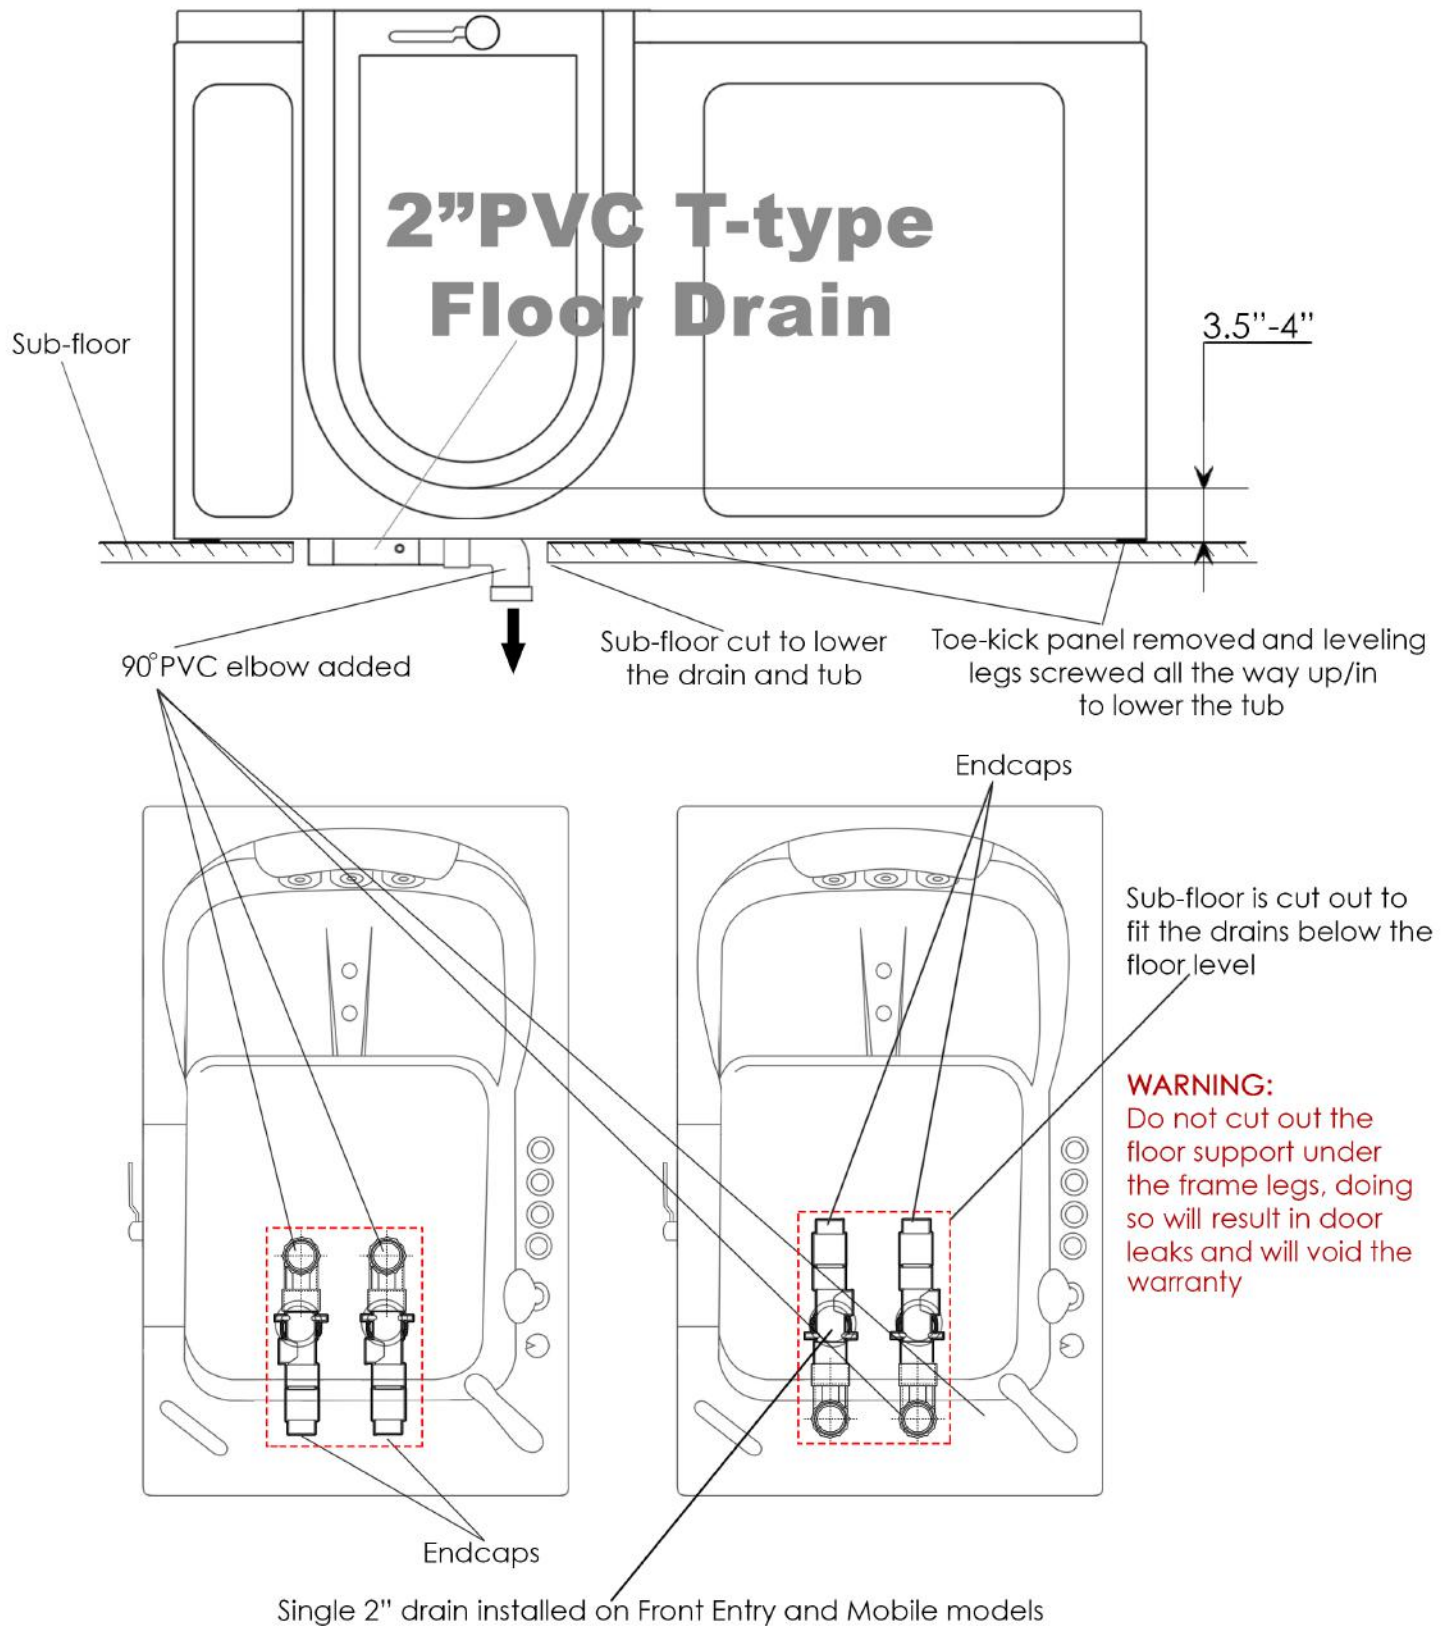 2”PVC T-type
Floor Drain
3.5”-4”
Sub-floor
90°PVC elbow added
Sub-floor cut to lower
the drain and tub
Toe-kick panel removed and leveling
legs screwed all the way up/in
to lower the tub
Endcaps
Sub-floor is cut out to
fit the drains below the
floor level
WARNING:
Do not cut out the
floor support under
the frame legs, doing
so will result in door
leaks and will void the
warranty
Endcaps
Single 2” drain installed on Front Entry and Mobile models